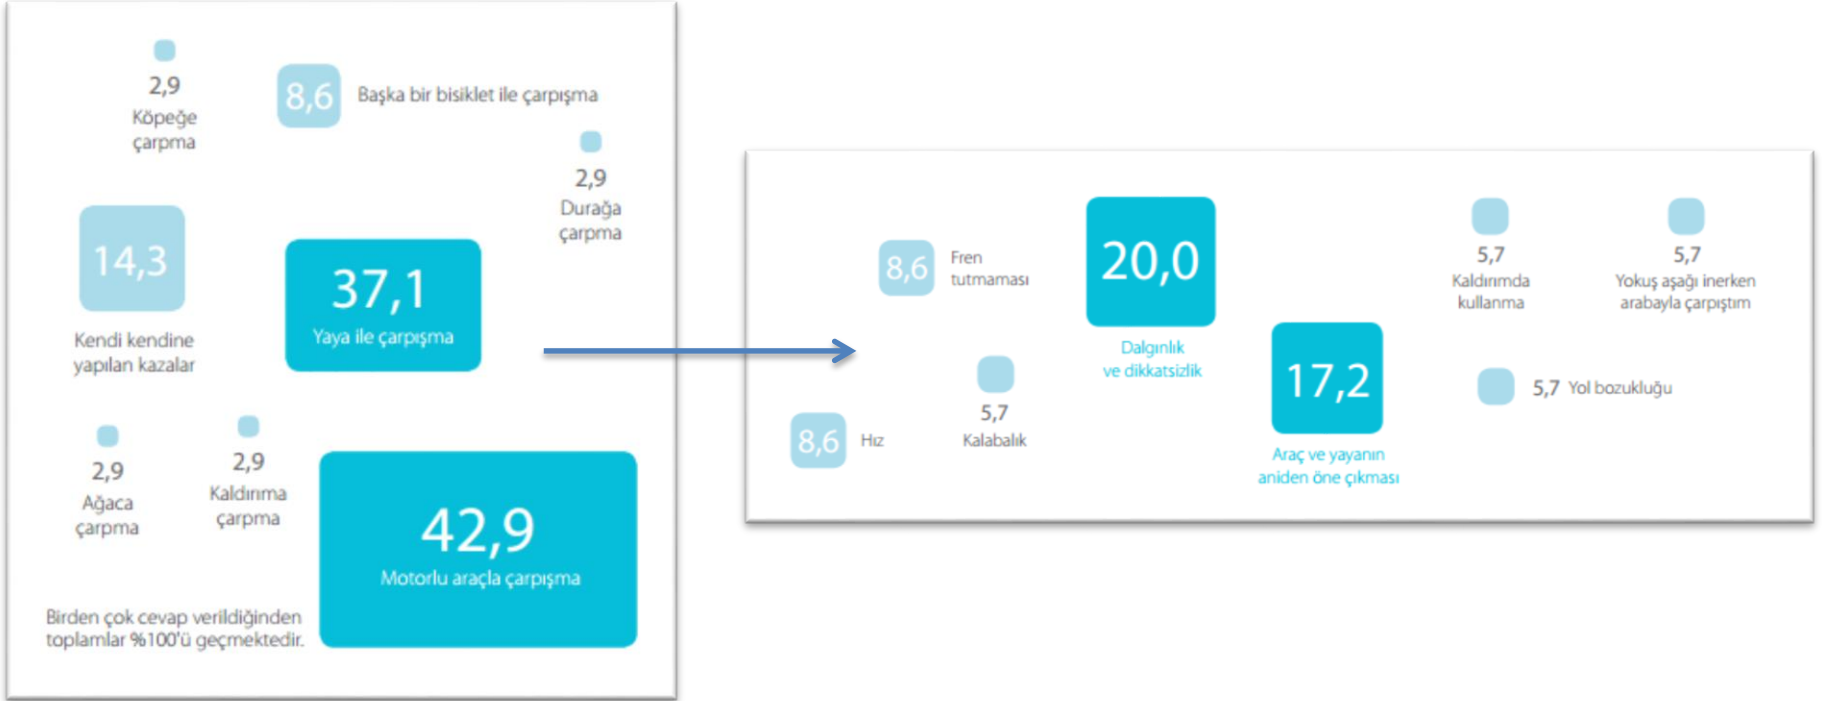 2,9
Köpeğe
çarpma
8,6
Başka bir bisiklet ile çarpışma
2,9
Durağa
çarpma
14,3
Kendi kendine
yapılan kazalar
37,1
Yaya ile çarpışma
2,9
Ağaca
çarpma
2,9
Kaldırıma
çarpma
42,9
Motorlu araçla çarpışma
Birden çok cevap verildiğinden
toplamlar %100'ü geçmektedir.
8,6
Fren
tutmaması
20,0
Dalgınlık
ve dikkatsizlik
5,7
Kaldırımda
kullanma
5,7
Yokuş aşağı inerken
arabayla çarpıştım
8,6
Hız
5,7
Kalabalık
17,2
Araç ve yayanın
aniden öne çıkması
5,7 Yol bozukluğu